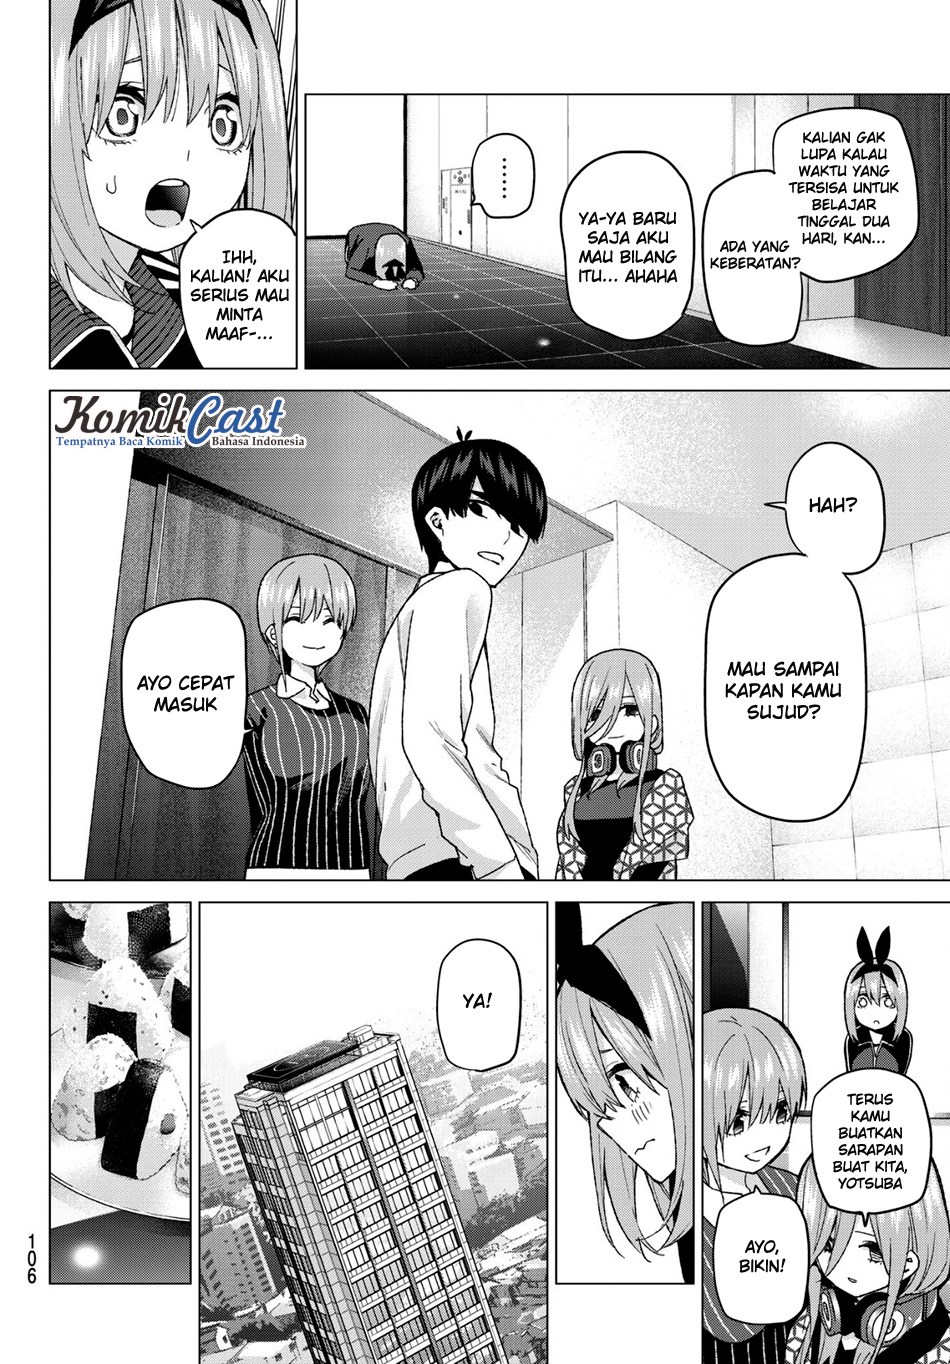 KALIAN GAK
LUPA KALAU
WAKTU YANG
TERSISA UNTUK
BELAJAR
TINGGAL DUA
HARI, KAN...
ADA YANG
KEBERATAN?
YA-YA BARU
SAJA AKU
MAU BILANG
ITU... AHAHA
......
IHH,
KALIAN! AKU
SERIUS MAU
MINTA
MAAF-...
KomikCast
Tempatnya Baca Komik Bahasa Indonesia
HAH?
MAU SAMPAI
KAPAN KAMU
SUJUD?
AYO CEPAT
MASUK
TERUS
KAMU
BUATKAN
SARAPAN
BUAT KITA,
YOTSUBA
AYO,
BIKIN!
YA!
106